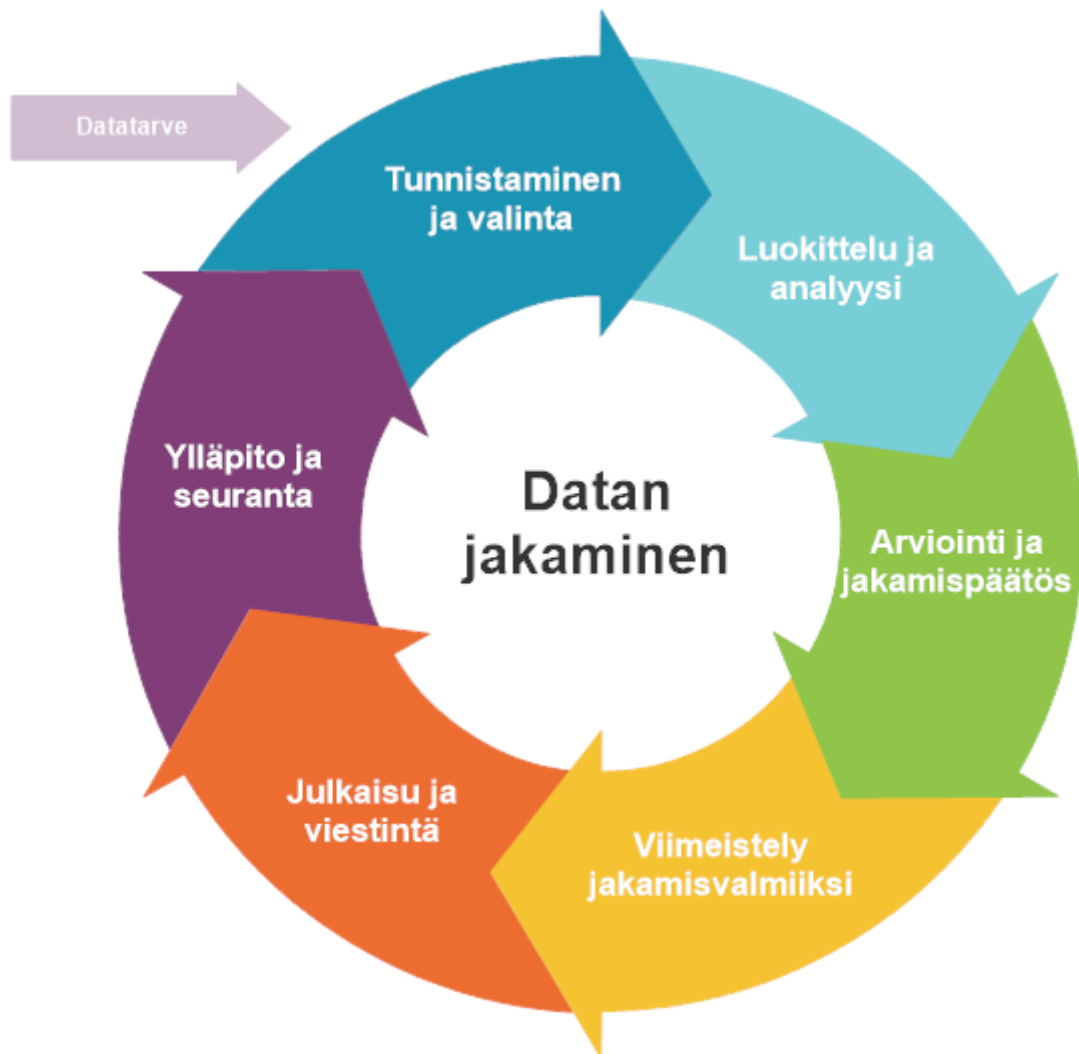 Datatarve
Tunnistaminen
ja valinta
Luokittelu ja
analyysi
Arviointi ja
jakamispäätös
Viimeistely
jakamisvalmiiksi
Julkaisu ja
viestintä
Ylläpito ja
seuranta
Datan
jakaminen